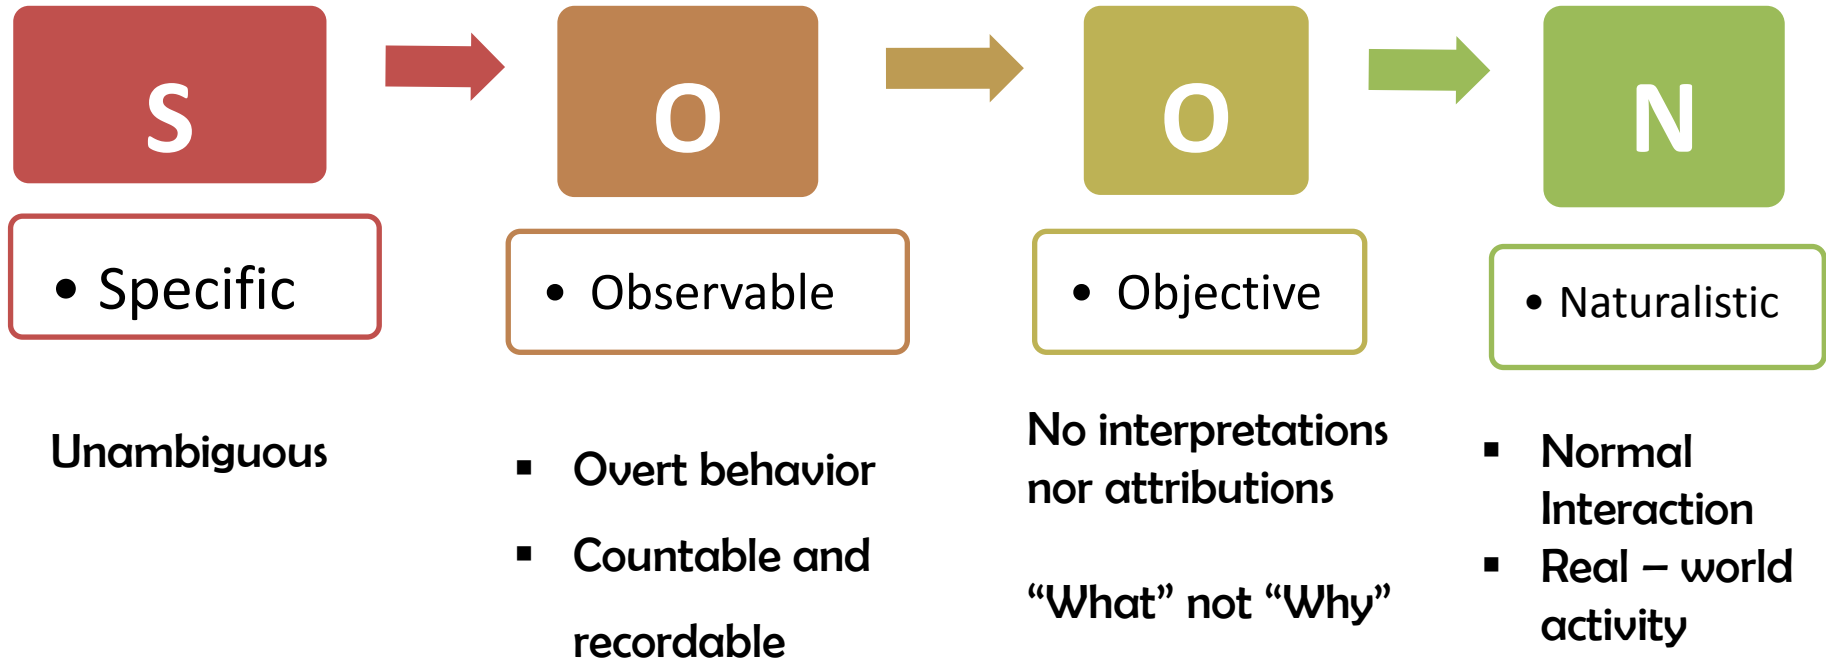 S
O
O
N
• Specific
• Observable
• Objective
• Naturalistic
Unambiguous
▪ Overt behavior
▪ Countable and
recordable
No interpretations
nor attributions
“What” not “Why”
▪ Normal
Interaction
▪ Real – world
activity